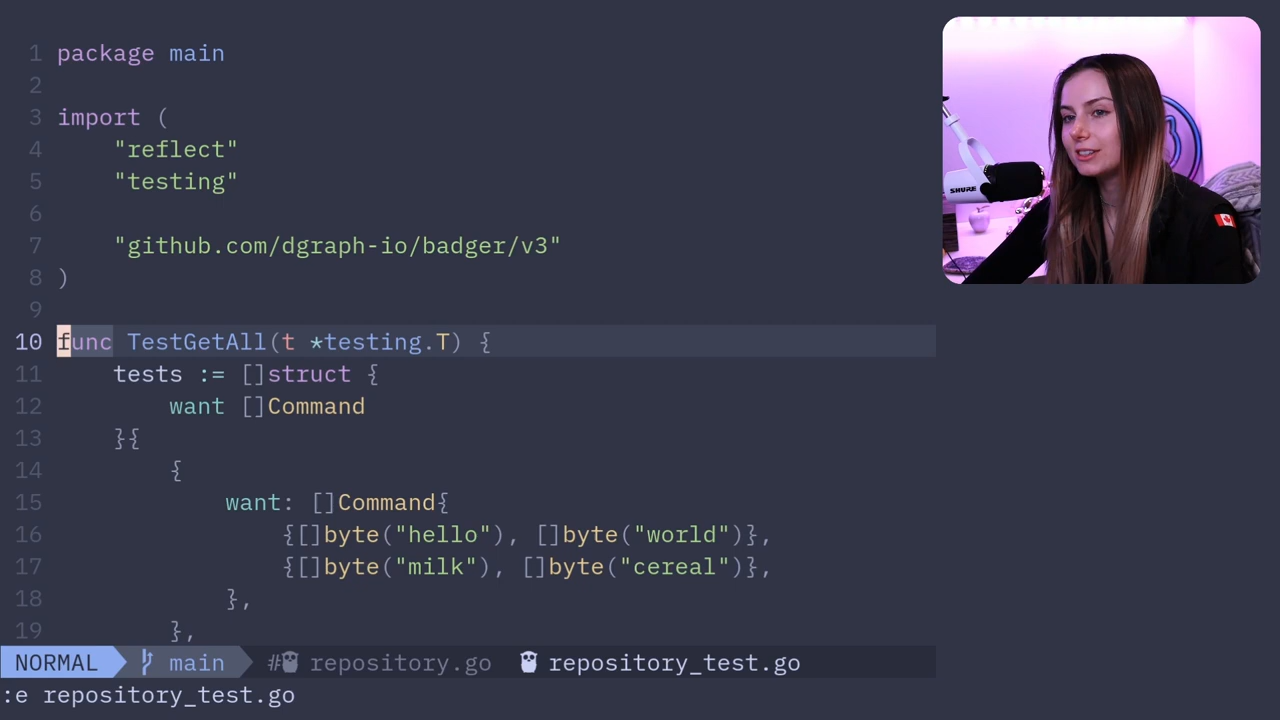 1 package main
2
3 import (
4 "reflect"
5 "testing"
6
7 "github.com/dgraph-io/badger/v3"
8 )
9
10 func TestGetAll(t *testing.T) {
11 tests := []struct {
12 want []Command
13 }{
14 {
15 want: []Command{
16 {[]byte("hello"), []byte("world")},
17 {[]byte("milk"), []byte("cereal")},
18 },
19 },
NORMAL main # repository.go repository_test.go
:e repository_test.go
SHURE